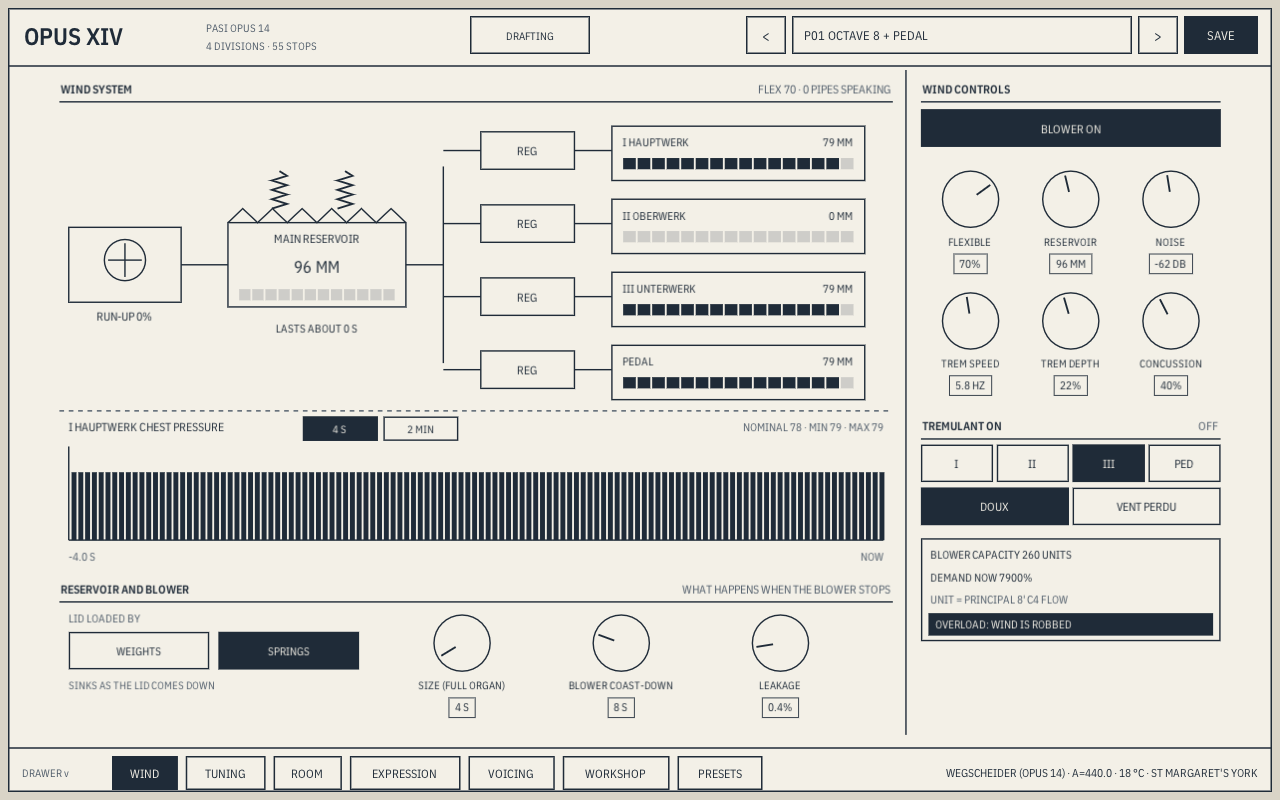 OPUS XIV
PASI OPUS 14
4 DIVISIONS · 55 STOPS
DRAFTING
<
P01 OCTAVE 8 + PEDAL
>
SAVE
WIND SYSTEM
FLEX 70 · 0 PIPES SPEAKING
RUN-UP 0%
MAIN RESERVOIR
96 MM
LASTS ABOUT 0 S
REG
I HAUPTWERK 79 MM
REG
II OBERWERK 0 MM
REG
III UNTERWERK 79 MM
REG
PEDAL 79 MM
I HAUPTWERK CHEST PRESSURE
4 S
2 MIN
NOMINAL 78 · MIN 79 · MAX 79
-4.0 S
NOW
RESERVOIR AND BLOWER
WHAT HAPPENS WHEN THE BLOWER STOPS
LID LOADED BY
WEIGHTS
SPRINGS
SINKS AS THE LID COMES DOWN
SIZE (FULL ORGAN)
4 S
BLOWER COAST-DOWN
8 S
LEAKAGE
0.4%
WIND CONTROLS
BLOWER ON
FLEXIBLE
70%
RESERVOIR
96 MM
NOISE
-62 DB
TREM SPEED
5.8 HZ
TREM DEPTH
22%
CONCUSSION
40%
TREMULANT ON
OFF
I
II
III
PED
DOUX
VENT PERDU
BLOWER CAPACITY 260 UNITS
DEMAND NOW 7900%
UNIT = PRINCIPAL 8' C4 FLOW
OVERLOAD: WIND IS ROBBED
DRAWER v
WIND
TUNING
ROOM
EXPRESSION
VOICING
WORKSHOP
PRESETS
WEGSCHEIDER (OPUS 14) · A=440.0 · 18 °C · ST MARGARET'S YORK